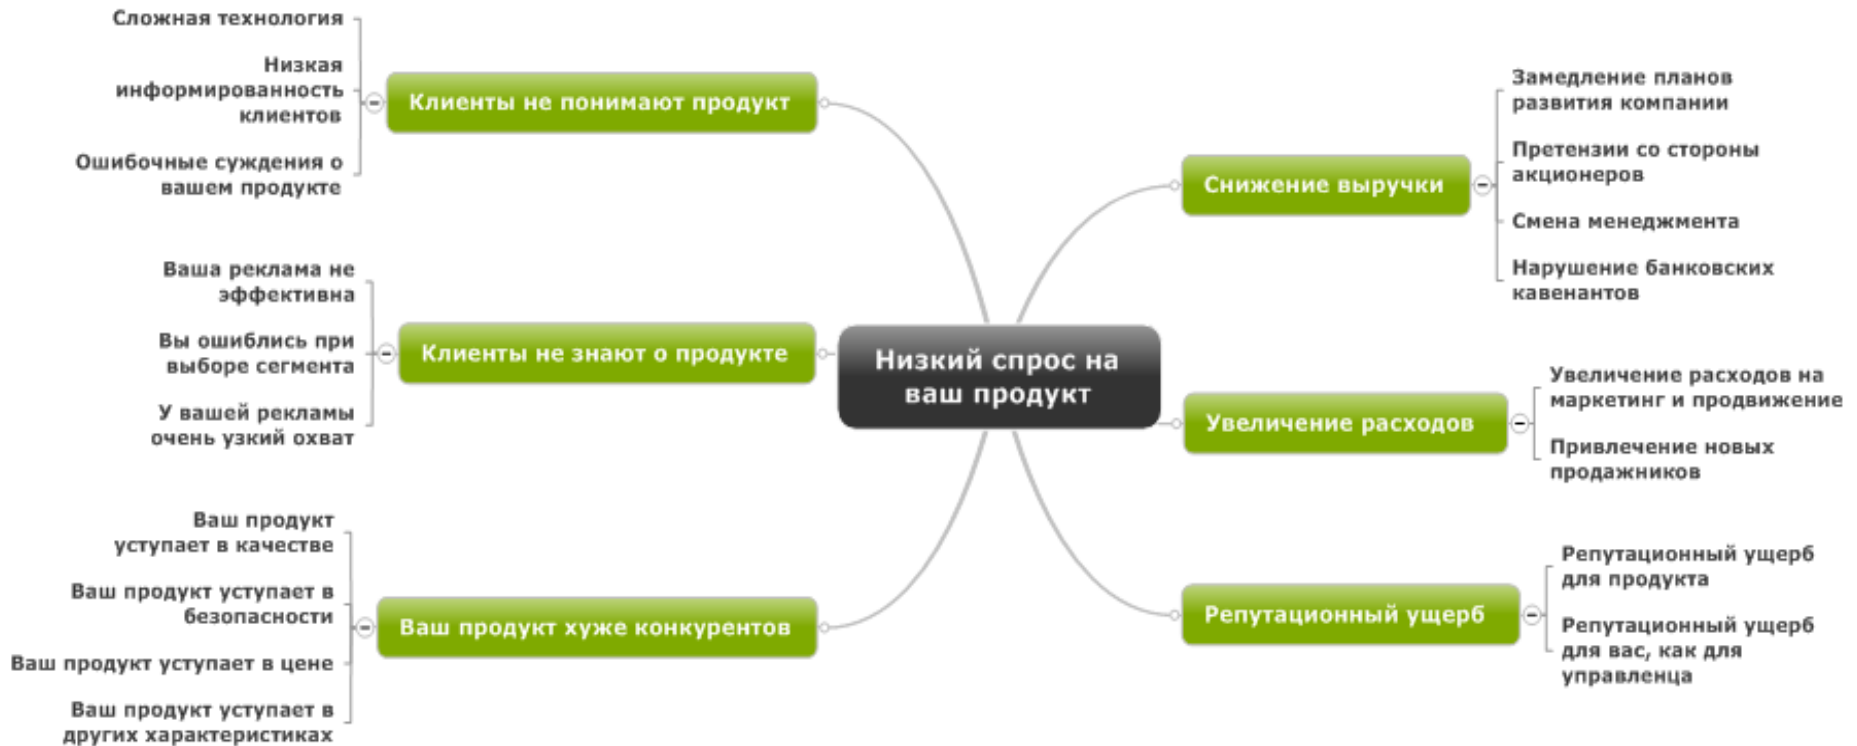 Сложная технология
Низкая
информированность
клиентов
Ошибочные суждения о
вашем продукте
Клиенты не понимают продукт
Ваша реклама не
эффективна
Вы ошиблись при
выборе сегмента
У вашей рекламы
очень узкий охват
Клиенты не знают о продукте
Ваш продукт
уступает в качестве
Ваш продукт уступает в
безопасности
Ваш продукт уступает в цене
Ваш продукт уступает в
других характеристиках
Ваш продукт хуже конкурентов
Низкий спрос на
ваш продукт
Снижение выручки
Замедление планов
развития компании
Претензии со стороны
акционеров
Смена менеджмента
Нарушение банковских
кавенантов
Увеличение расходов
Увеличение расходов на
маркетинг и продвижение
Привлечение новых
продажников
Репутационный ущерб
Репутационный ущерб
для продукта
Репутационный ущерб
для вас, как для
управленца